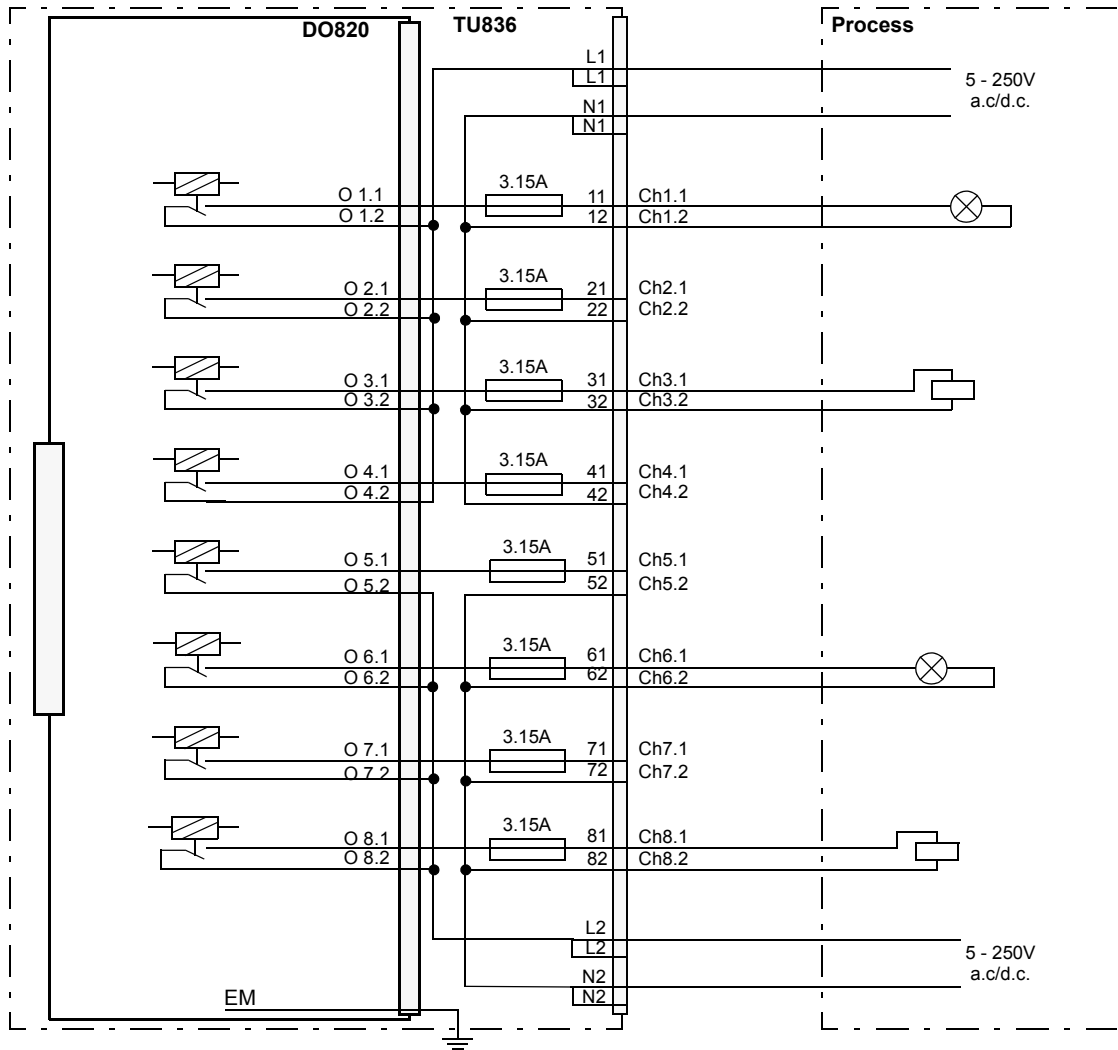 DO820
TU836
Process
L1
L1
5 - 250V
a.c/d.c.
N1
N1
O 1.1
3.15A
11
Ch1.1
O 1.2
12
Ch1.2
O 2.1
3.15A
21
Ch2.1
O 2.2
22
Ch2.2
O 3.1
3.15A
31
Ch3.1
O 3.2
32
Ch3.2
O 4.1
3.15A
41
Ch4.1
O 4.2
42
Ch4.2
O 5.1
3.15A
51
Ch5.1
O 5.2
52
Ch5.2
O 6.1
3.15A
61
Ch6.1
O 6.2
62
Ch6.2
O 7.1
3.15A
71
Ch7.1
O 7.2
72
Ch7.2
O 8.1
3.15A
81
Ch8.1
O 8.2
82
Ch8.2
L2
L2
5 - 250V
a.c/d.c.
N2
N2
EM